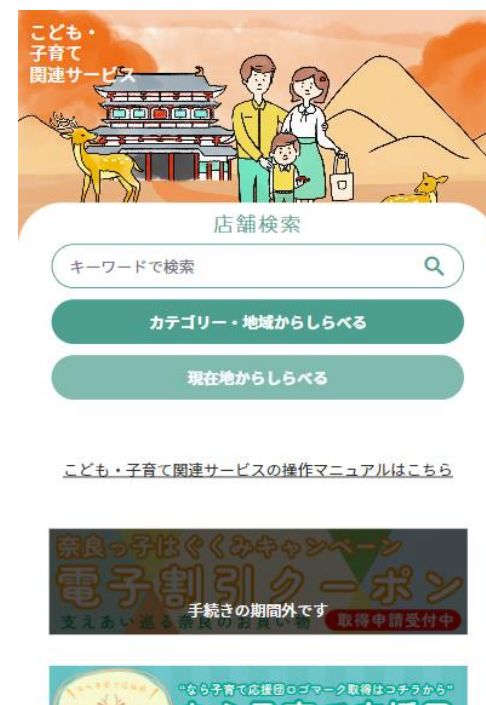 こども・
子育て
関連サービス
店舗検索
キーワードで検索
カテゴリー・地域からしらべる
現在地からしらべる
こども・子育て関連サービスの操作マニュアルはこちら
奈良っ子はぐくみキャンペーン
電子割引クーポン
手続きの期間外です
支えあい巡る奈良のお買い物
取得申請受付中
"なら子育て応援団ロゴマーク取得はコチラから"